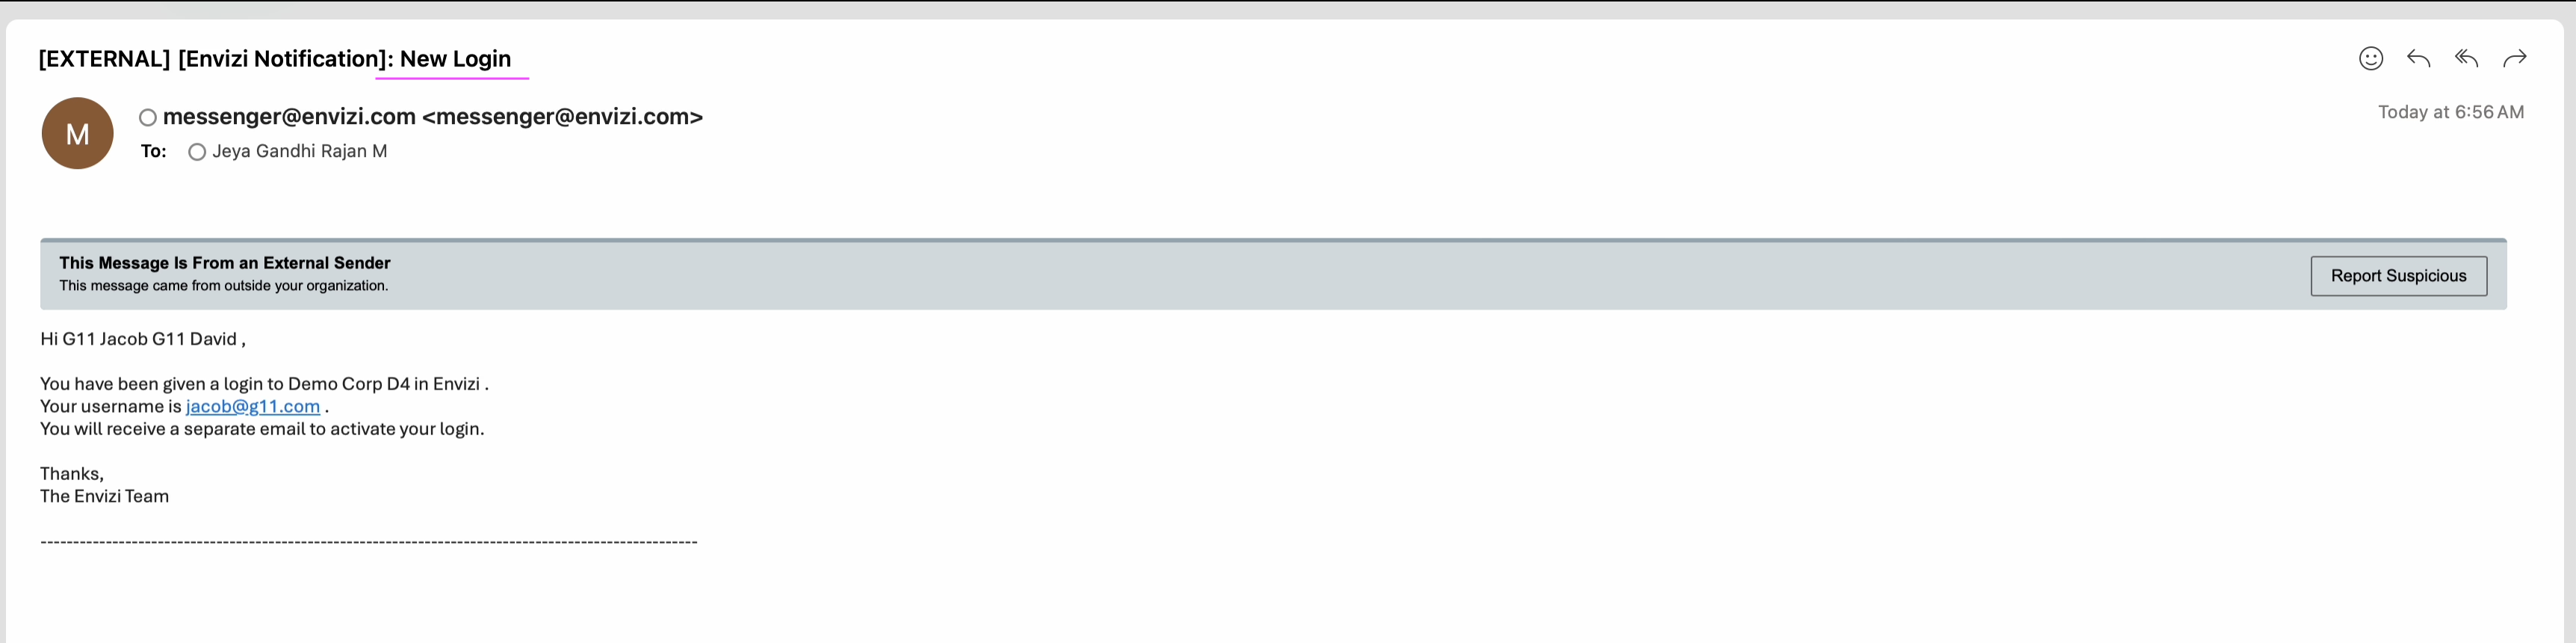 [EXTERNAL] [Envizi Notification]: New Login
M
messenger@envizi.com <messenger@envizi.com>
Today at 6:56 AM
To: Jeya Gandhi Rajan M
This Message Is From an External Sender
This message came from outside your organization.
Report Suspicious
Hi G11 Jacob G11 David ,
You have been given a login to Demo Corp D4 in Envizi .
Your username is jacob@g11.com .
You will receive a separate email to activate your login.
Thanks,
The Envizi Team
----------------------------------------------------------------------------------------------------